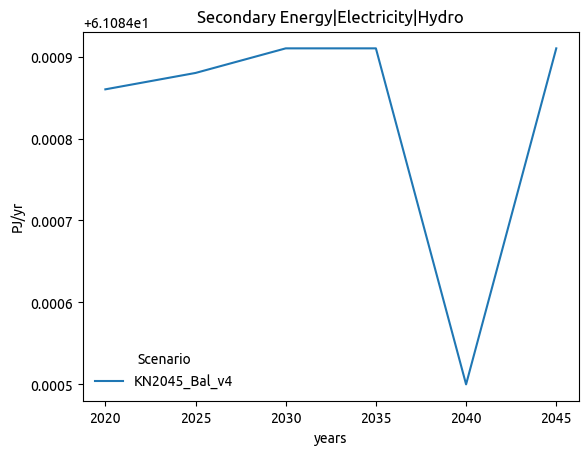 Secondary Energy|Electricity|Hydro
+6.1084e1
0.0009
0.0008
0.0007
0.0006
0.0005
PJ/yr
Scenario
KN2045_Bal_v4
2020 2025 2030 2035 2040 2045
years